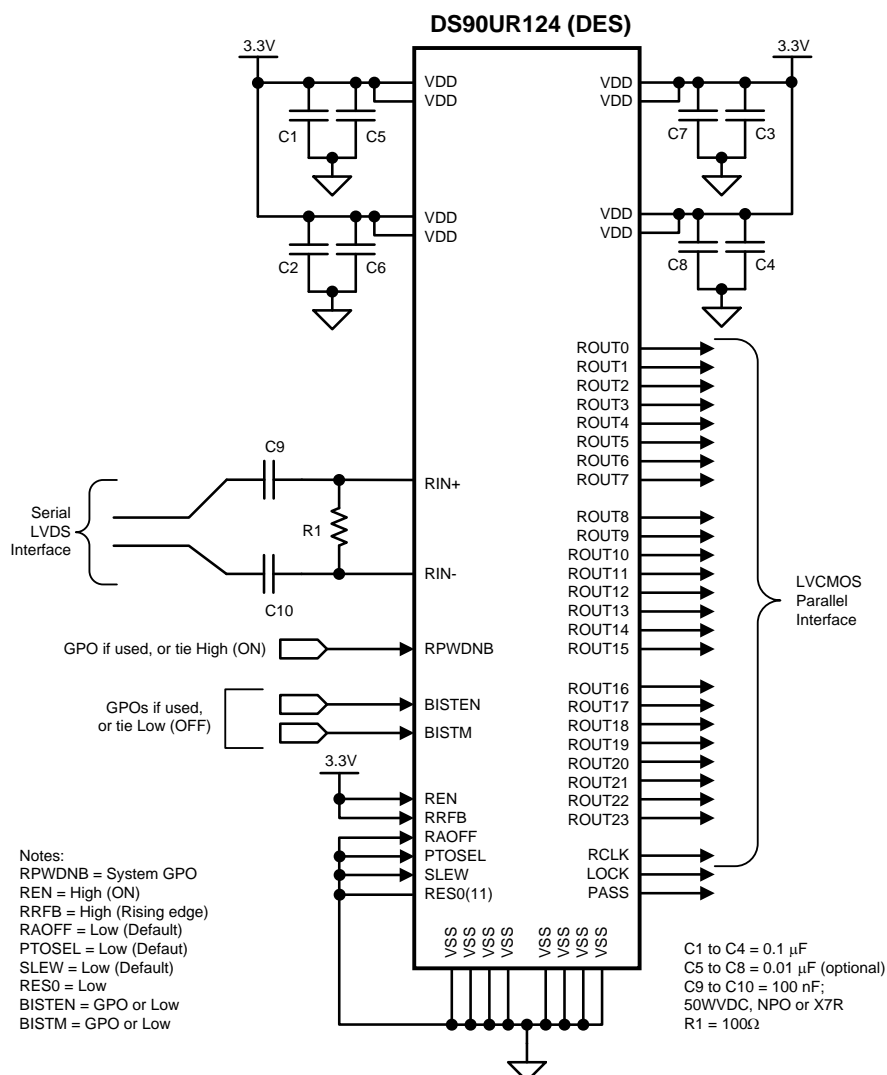 DS90UR124 (DES)
3.3V
3.3V
VDD
VDD
VDD
VDD
C1
C5
C7
C3
VDD
VDD
VDD
VDD
C2
C6
C8
C4
ROUT0
ROUT1
ROUT2
ROUT3
ROUT4
ROUT5
ROUT6
ROUT7
C9
RIN+
Serial
LVDS
Interface
R1
RIN-
C10
ROUT8
ROUT9
ROUT10
ROUT11
ROUT12
ROUT13
ROUT14
ROUT15
LVCMOS
Parallel
Interface
GPO if used, or tie High (ON)
RPWDNB
GPOs if used,
or tie Low (OFF)
BISTEN
BISTM
ROUT16
ROUT17
ROUT18
ROUT19
ROUT20
ROUT21
ROUT22
ROUT23
3.3V
REN
RRFB
RAOFF
PTOSEL
SLEW
RES0(11)
RCLK
LOCK
PASS
VSS
VSS
VSS
VSS
VSS
VSS
VSS
VSS
Notes:
RPWDNB = System GPO
REN = High (ON)
RRFB = High (Rising edge)
RAOFF = Low (Default)
PTOSEL = Low (Defaut)
SLEW = Low (Default)
RES0 = Low
BISTEN = GPO or Low
BISTM = GPO or Low
C1 to C4 = 0.1 μF
C5 to C8 = 0.01 μF (optional)
C9 to C10 = 100 nF;
50WVDC, NPO or X7R
R1 = 100Ω